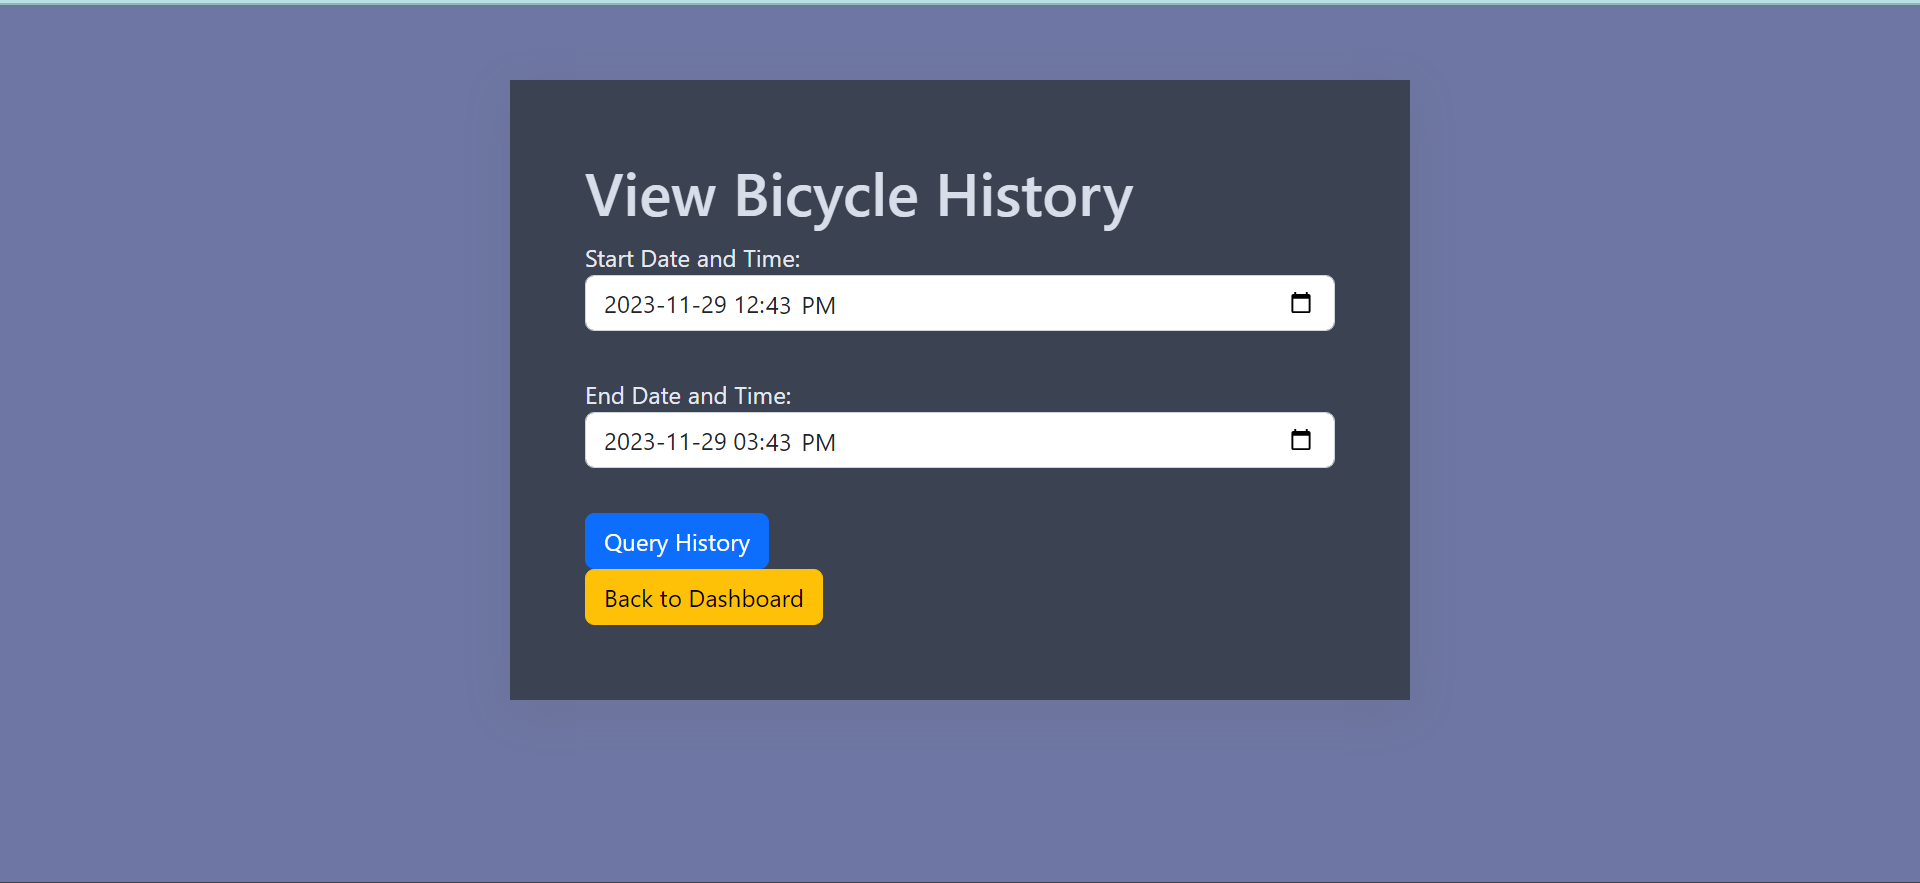 View Bicycle History
Start Date and Time:
2023-11-29 12:43 PM
End Date and Time:
2023-11-29 03:43 PM
Query History
Back to Dashboard